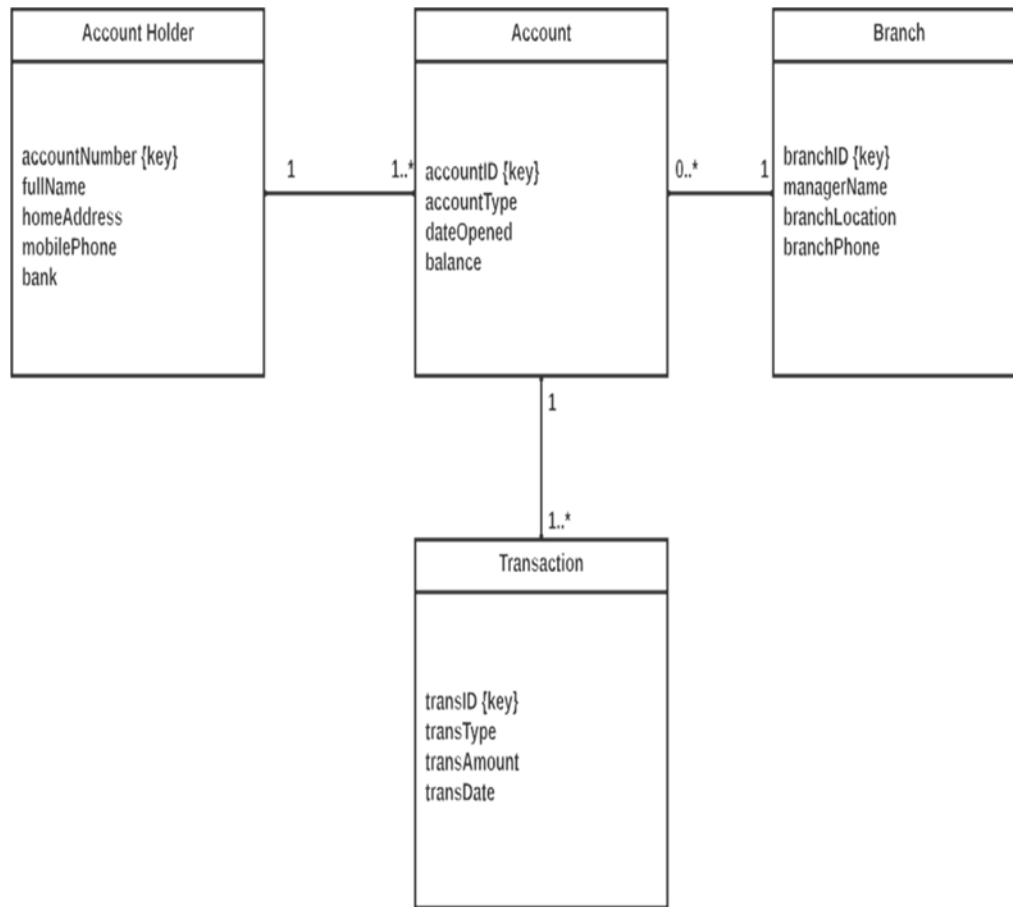 Account Holder
accountNumber {key}
fullName
homeAddress
mobilePhone
bank
1
1..*
Account
accountID {key}
accountType
dateOpened
balance
0..*
1
Branch
branchID {key}
managerName
branchLocation
branchPhone
1
1..*
Transaction
transID {key}
transType
transAmount
transDate